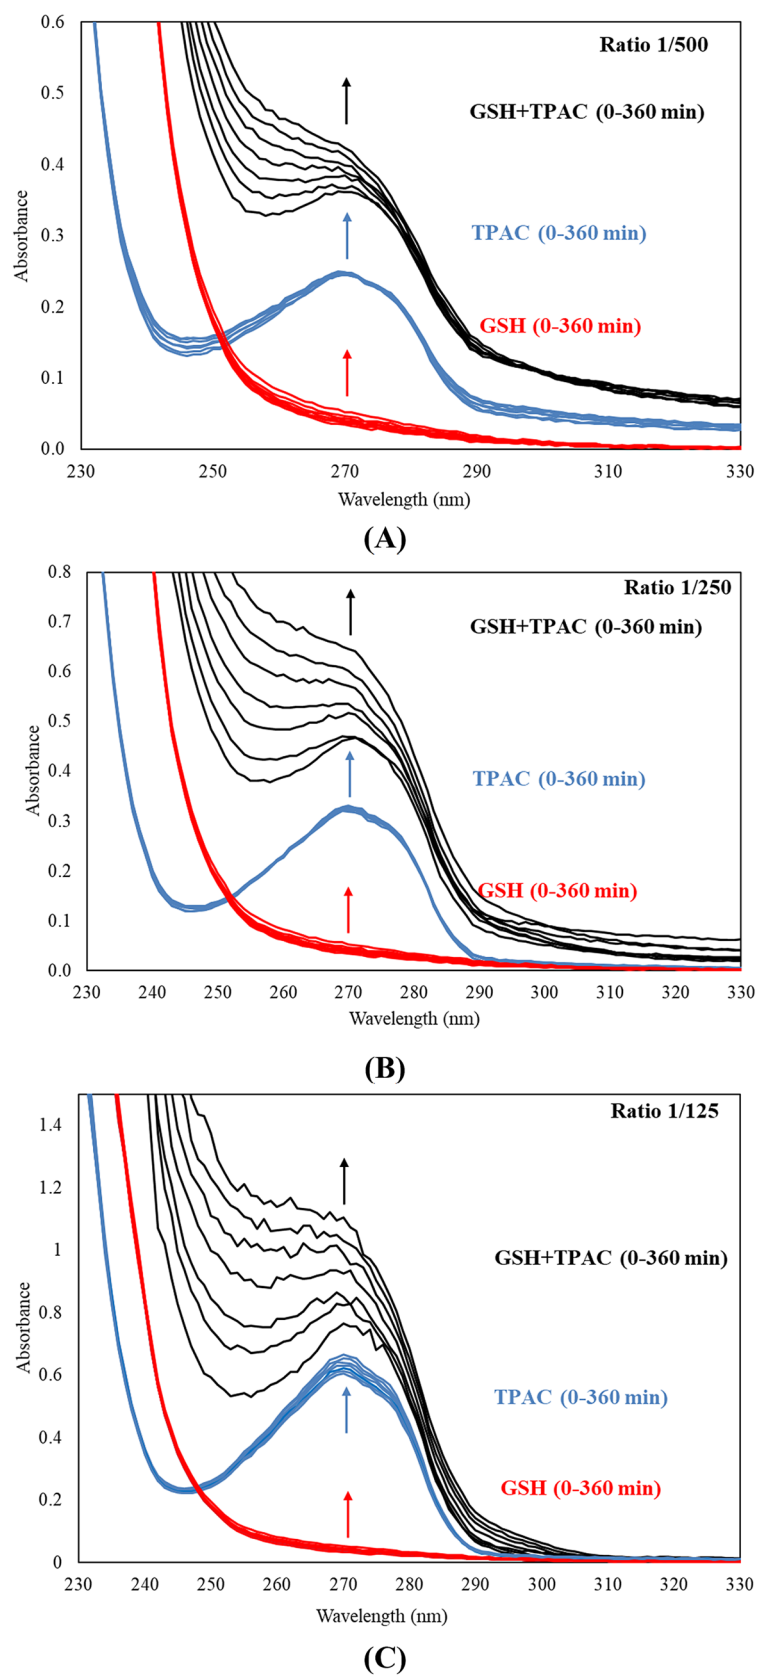 0.6
Ratio 1/500
0.5
GSH+TPAC (0-360 min)
0.4
Absorbance
0.3
TPAC (0-360 min)
0.2
GSH (0-360 min)
0.1
0.0
230 250 270 290 310 330
Wavelength (nm)
(A)
0.8
Ratio 1/250
0.7
GSH+TPAC (0-360 min)
0.6
0.5
Absorbance
0.4
TPAC (0-360 min)
0.3
0.2
GSH (0-360 min)
0.1
0.0
230 240 250 260 270 280 290 300 310 320 330
Wavelength (nm)
(B)
Ratio 1/125
1.4
1.2
1
GSH+TPAC (0-360 min)
Absorbance
0.8
0.6
TPAC (0-360 min)
0.4
GSH (0-360 min)
0.2
0
230 240 250 260 270 280 290 300 310 320 330
Wavelength (nm)
(C)